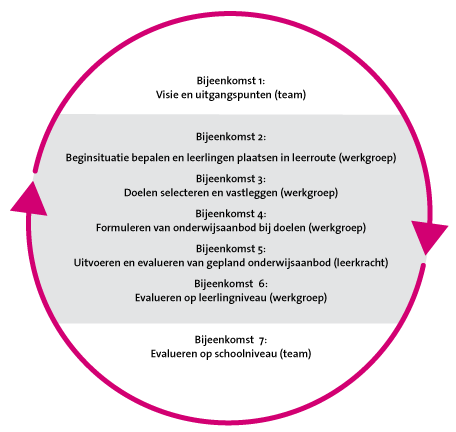 Bijeenkomst 1:
Visie en uitgangspunten (team)
Bijeenkomst 2:
Beginsituatie bepalen en leerlingen plaatsen in leerroute (werkgroep)
Bijeenkomst 3:
Doelen selecteren en vastleggen (werkgroep)
Bijeenkomst 4:
Formuleren van onderwijsaanbod bij doelen (werkgroep)
Bijeenkomst 5:
Uitvoeren en evalueren van gepland onderwijsaanbod (leerkracht)
Bijeenkomst 6:
Evalueren op leerlingniveau (werkgroep)
Bijeenkomst 7:
Evalueren op schoolniveau (team)